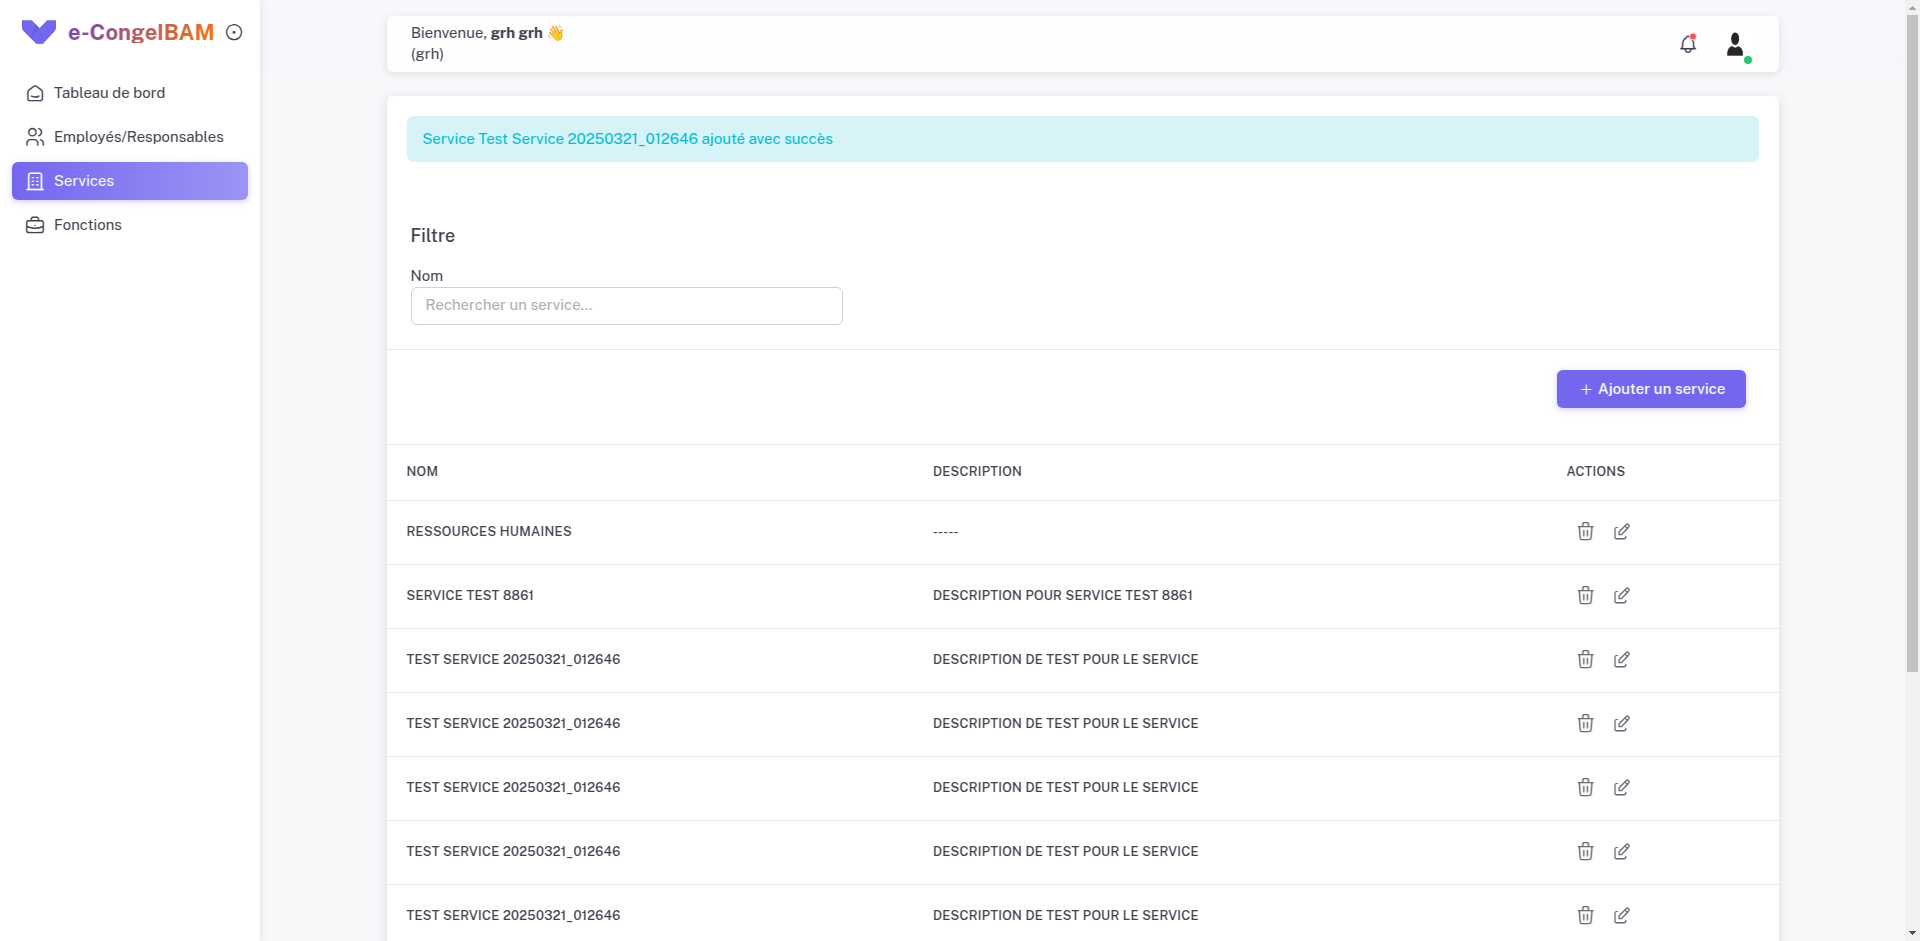 e-CongelBAM
Tableau de bord
Employés/Responsables
Services
Fonctions
Bienvenue, grh grh 👋
(grh)
Service Test Service 20250321_012646 ajouté avec succès
Filtre
Nom
Rechercher un service...
+ Ajouter un service
NOM DESCRIPTION ACTIONS
RESSOURCES HUMAINES -----
SERVICE TEST 8861 DESCRIPTION POUR SERVICE TEST 8861
TEST SERVICE 20250321_012646 DESCRIPTION DE TEST POUR LE SERVICE
TEST SERVICE 20250321_012646 DESCRIPTION DE TEST POUR LE SERVICE
TEST SERVICE 20250321_012646 DESCRIPTION DE TEST POUR LE SERVICE
TEST SERVICE 20250321_012646 DESCRIPTION DE TEST POUR LE SERVICE
TEST SERVICE 20250321_012646 DESCRIPTION DE TEST POUR LE SERVICE